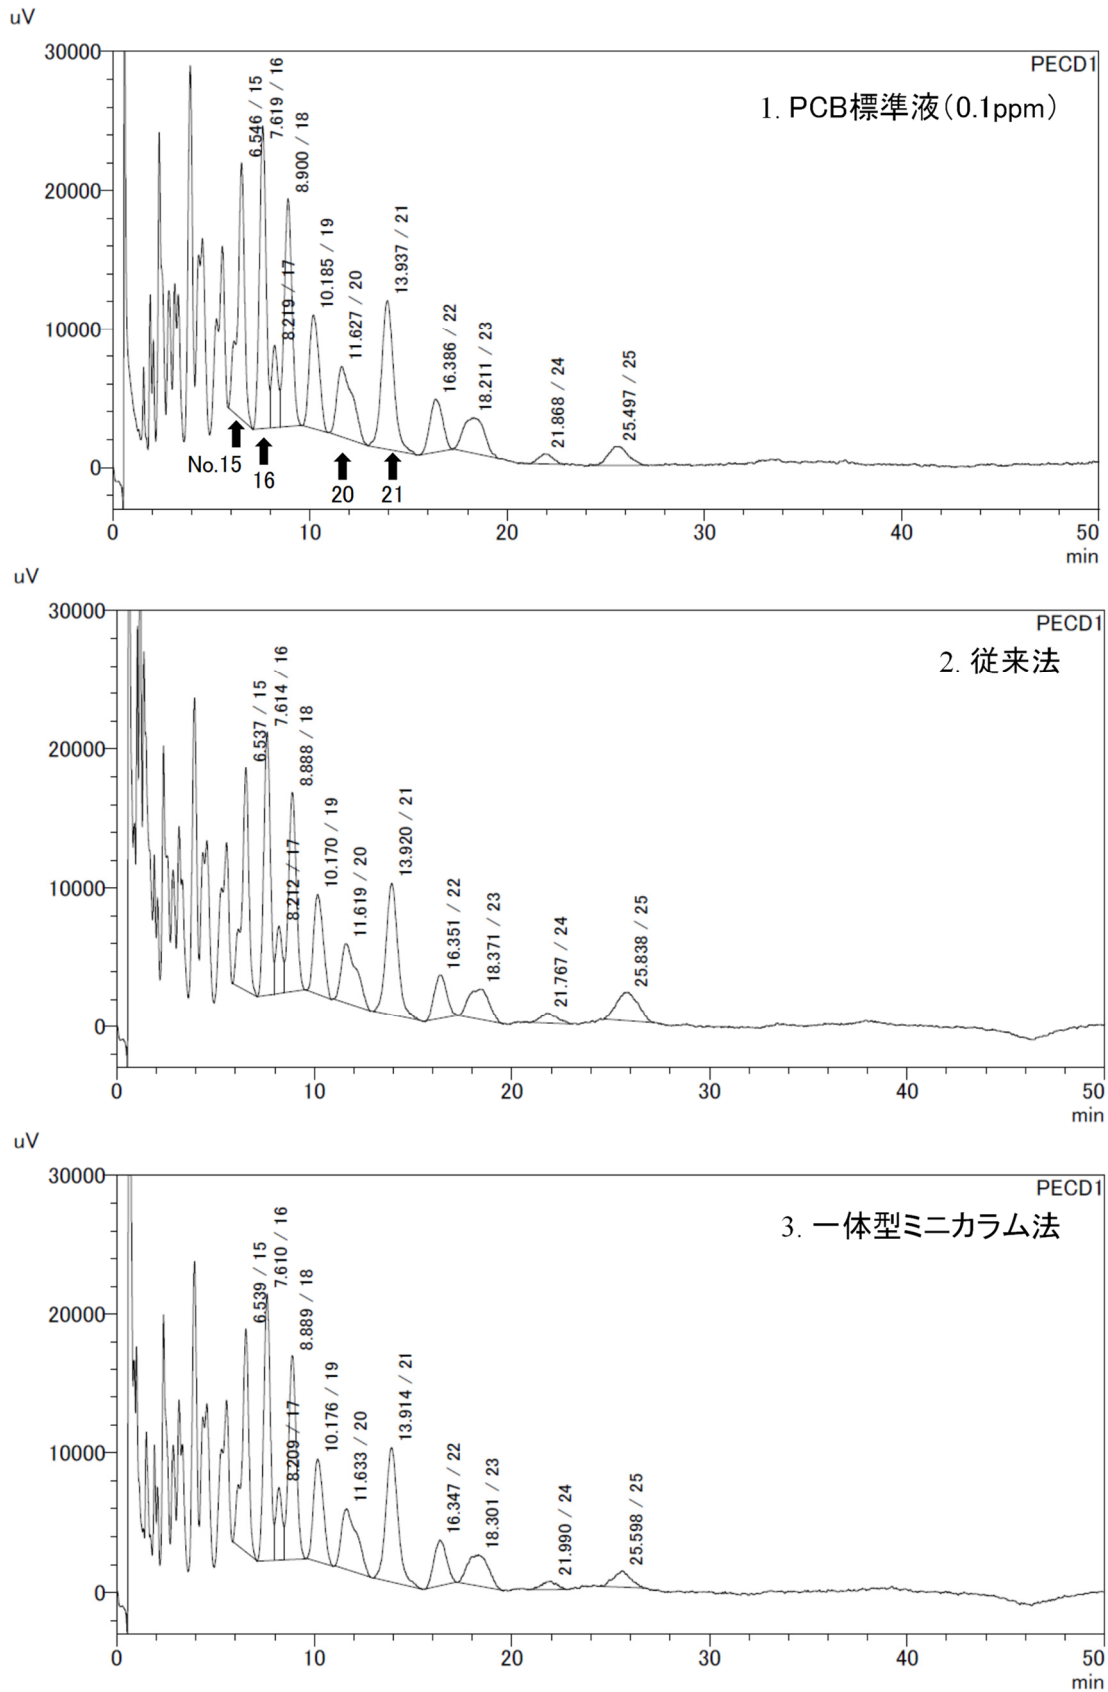 uV
30000
20000
10000
0
PECD1
1. PCB標準液（0.1ppm）
6.546 / 15
7.619 / 16
8.219 / 17
8.900 / 18
10.185 / 19
11.627 / 20
13.937 / 21
16.386 / 22
18.211 / 23
21.868 / 24
25.497 / 25
No.15
16
20
21
0 10 20 30 40 50
min
uV
30000
20000
10000
0
PECD1
2. 従来法
6.537 / 15
7.614 / 16
8.212 / 17
8.888 / 18
10.170 / 19
11.619 / 20
13.920 / 21
16.351 / 22
18.371 / 23
21.767 / 24
25.838 / 25
0 10 20 30 40 50
min
uV
30000
20000
10000
0
PECD1
3. 一体型ミニカラム法
6.539 / 15
7.610 / 16
8.209 / 17
8.889 / 18
10.176 / 19
11.633 / 20
13.914 / 21
16.347 / 22
18.301 / 23
21.990 / 24
25.598 / 25
0 10 20 30 40 50
min